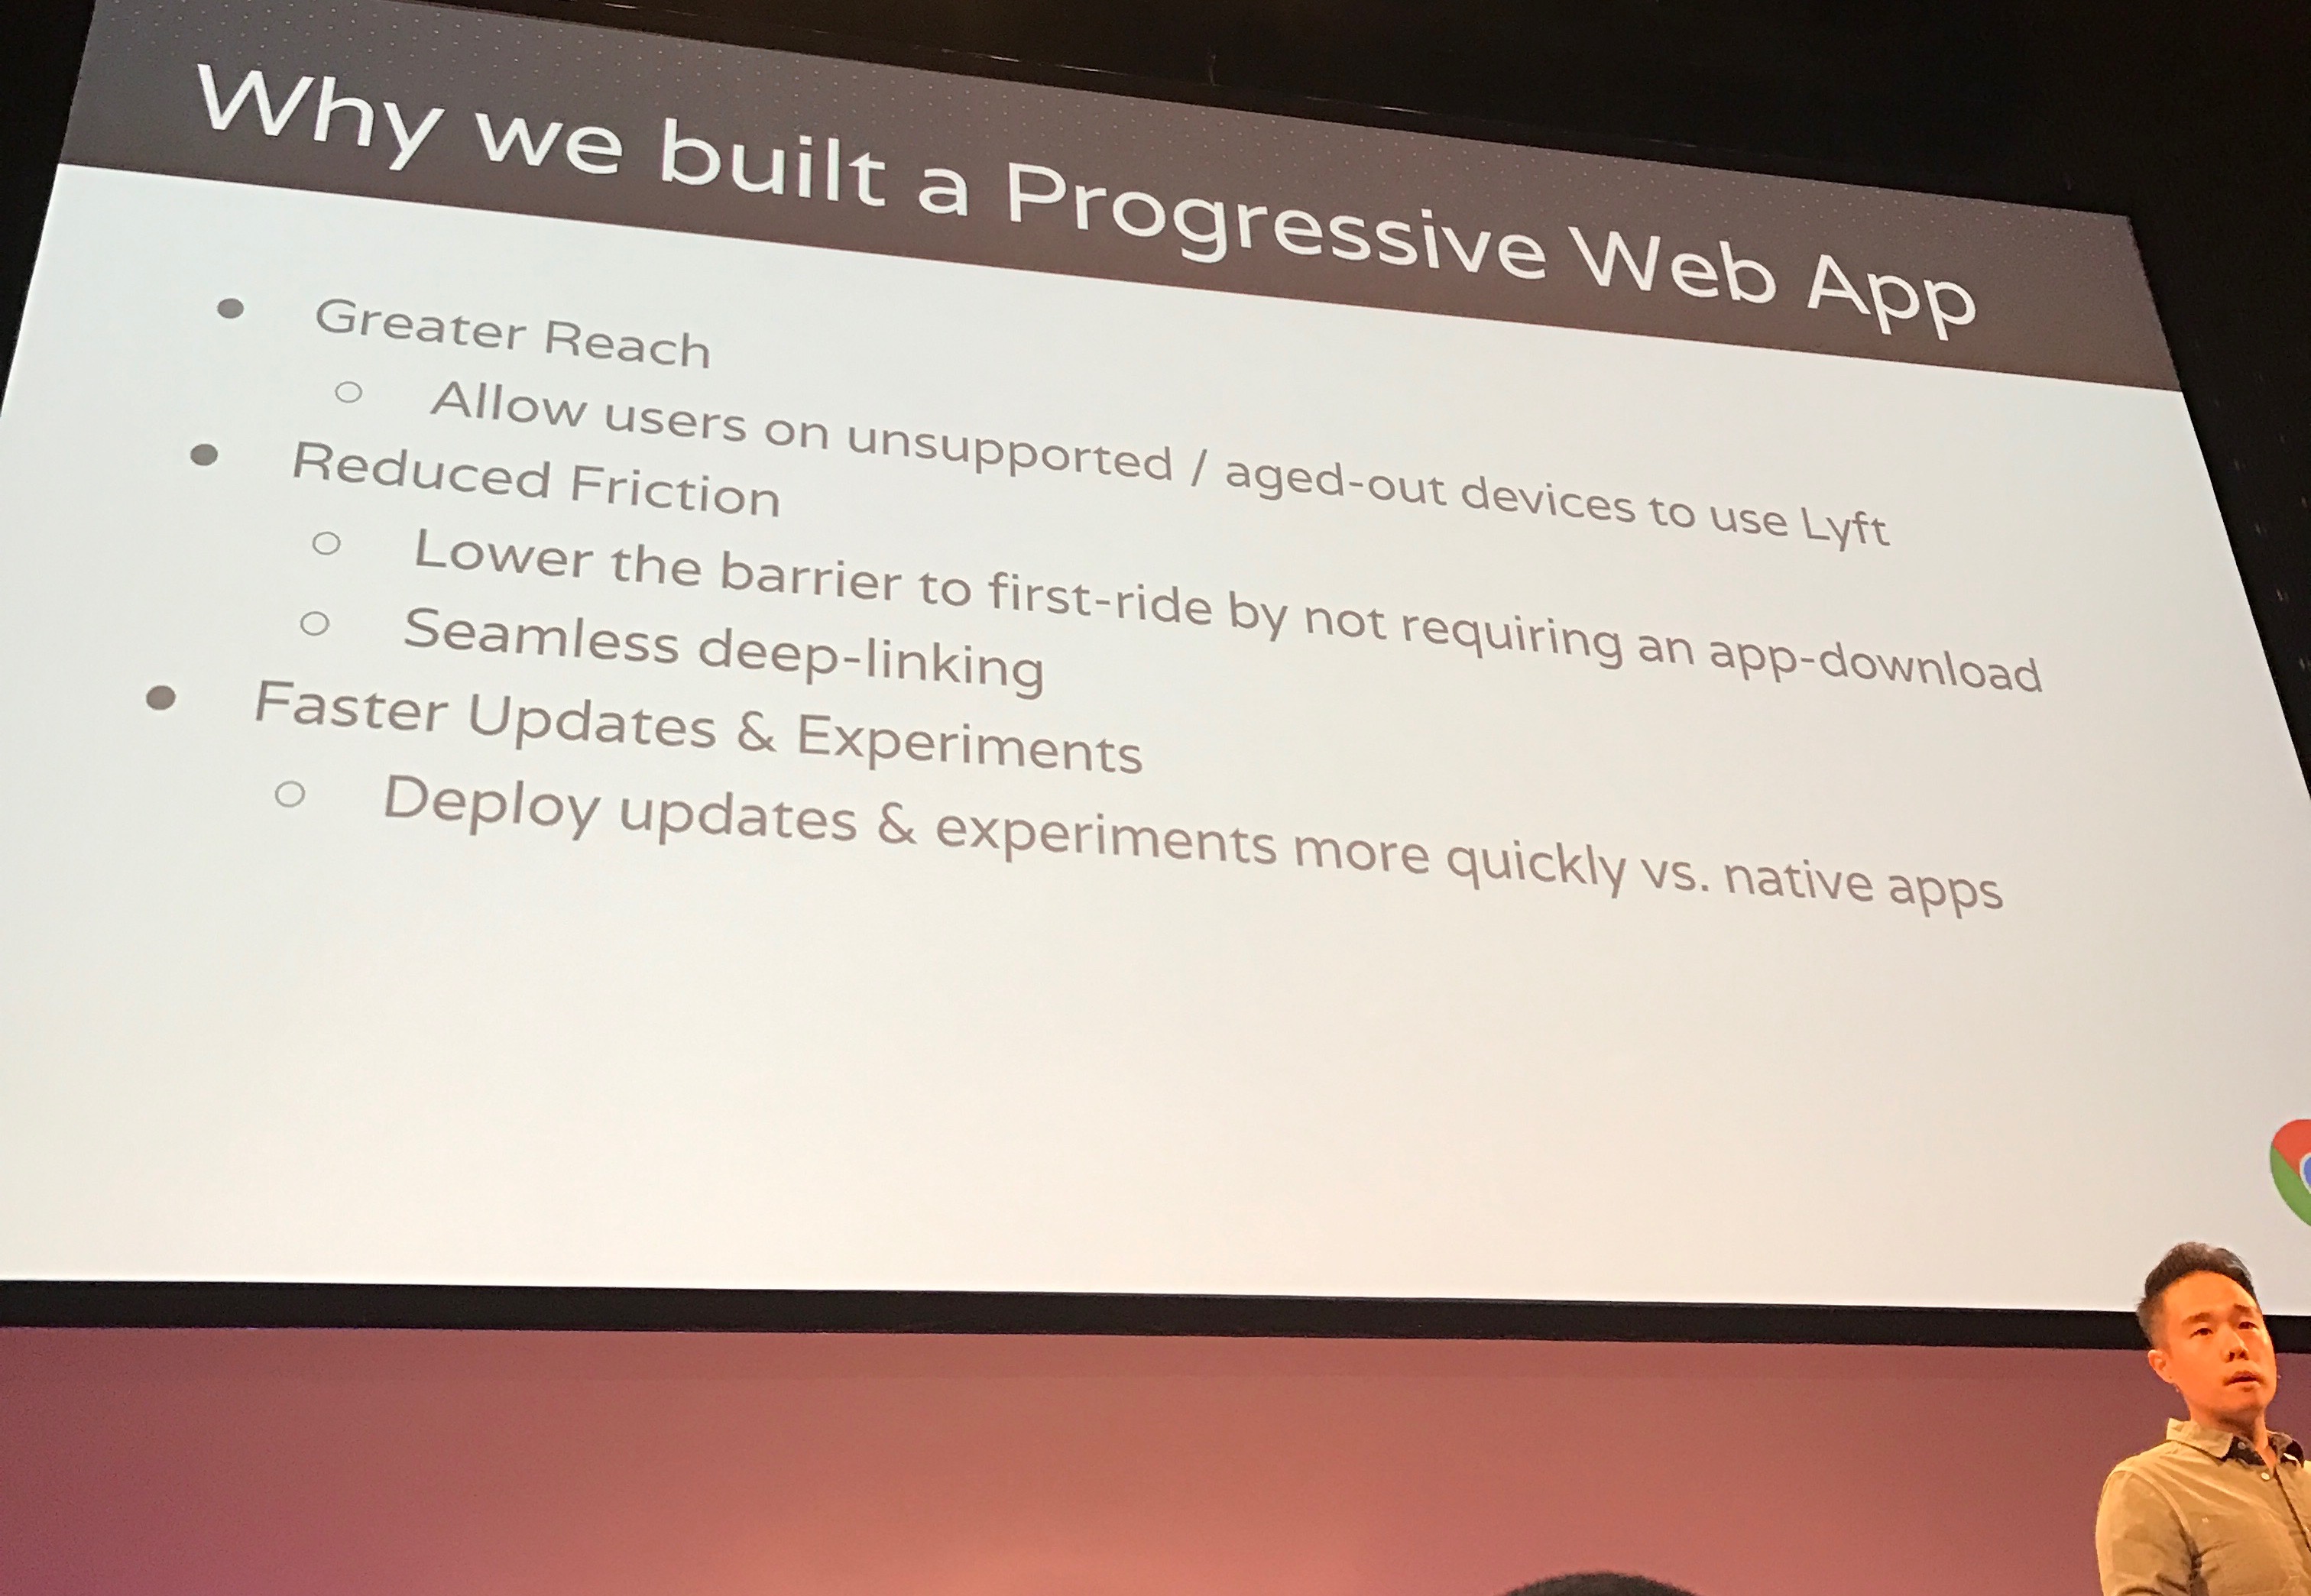 Why we built a Progressive Web App
● Greater Reach
○ Allow users on unsupported / aged-out devices to use Lyft
● Reduced Friction
○ Lower the barrier to first-ride by not requiring an app-download
○ Seamless deep-linking
● Faster Updates & Experiments
○ Deploy updates & experiments more quickly vs. native apps